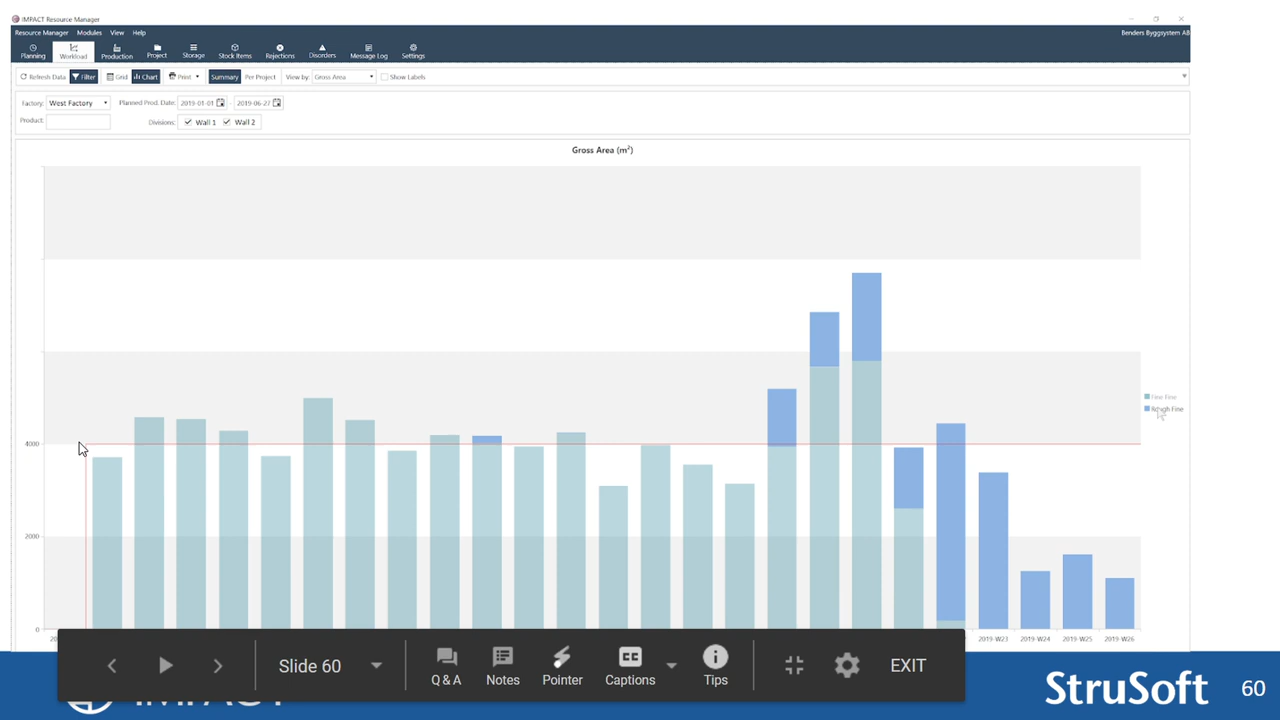 IMPACT Resource Manager
Resource Manager Modules View Help Benders Byggsystem AB
Planning Workload Production Project Storage Stock Items Rejections Disorders Message Log Settings
Refresh Data Filter Grid Chart Print Summary Per Project View by: Gross Area Show Labels
Factory: West Factory Planned Prod. Date: 2019-01-01 - 2019-06-27
Product: Divisions: Wall 1 Wall 2
Gross Area (m²)
Fine Fine
Rough Fine
4000
2000
0
2019-W23 2019-W24 2019-W25 2019-W26
Slide 60
Q & A Notes Pointer CC Captions Tips EXIT
IMPACT
StruSoft 60